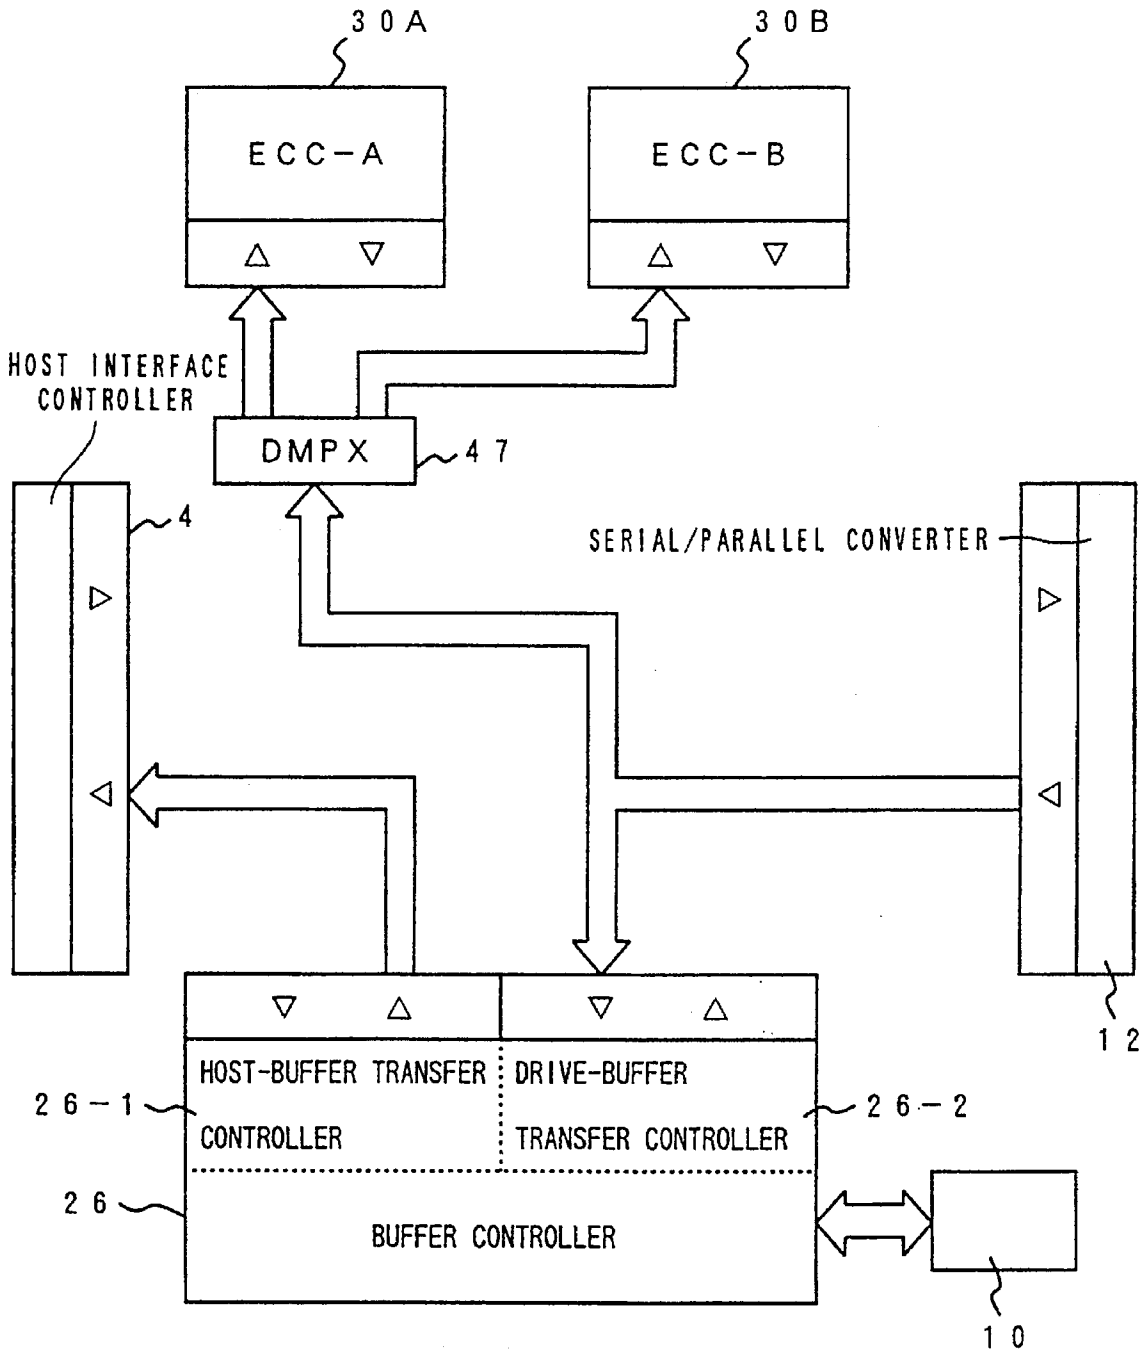 30A
30B
ECC-A
ECC-B
HOST INTERFACE
CONTROLLER
DMPX
47
4
SERIAL/PARALLEL CONVERTER
12
HOST-BUFFER TRANSFER
CONTROLLER
DRIVE-BUFFER
TRANSFER CONTROLLER
26-1
26-2
26
BUFFER CONTROLLER
10